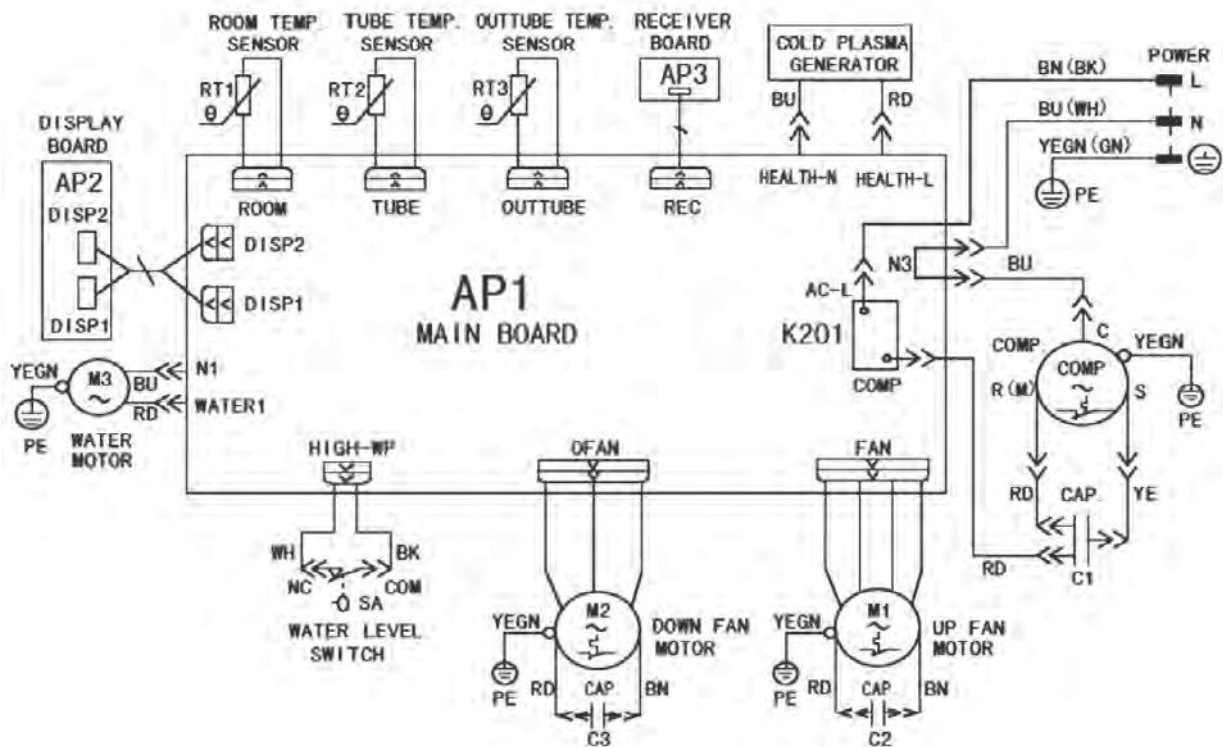 ROOM TEMP. SENSOR
TUBE TEMP. SENSOR
OUTTUBE TEMP. SENSOR
RECEIVER BOARD
AP3
COLD PLASMA GENERATOR
POWER
L
N
BN(BK)
BU(WH)
YEGN(GN)
PE
RT1
θ
RT2
θ
RT3
θ
BU
RD
DISPLAY BOARD
AP2
DISP2
DISP1
ROOM
TUBE
OUTTUBE
REC
HEALTH-N
HEALTH-L
DISP2
DISP1
AP1
MAIN BOARD
N3
BU
AC-L
K201
COMP
COMP.
C
YEGN
COMP
~
R(M)
S
PE
YEGN
M3
~
BU
N1
RD
WATER1
PE
WATER MOTOR
HIGH-WP
OFAN
FAN
RD
CAP.
YE
RD
C1
WH
BK
NC
COM
SA
WATER LEVEL SWITCH
YEGN
M2
~
DOWN FAN MOTOR
PE
RD
CAP.
BN
C3
YEGN
M1
~
UP FAN MOTOR
PE
RD
CAP.
BN
C2